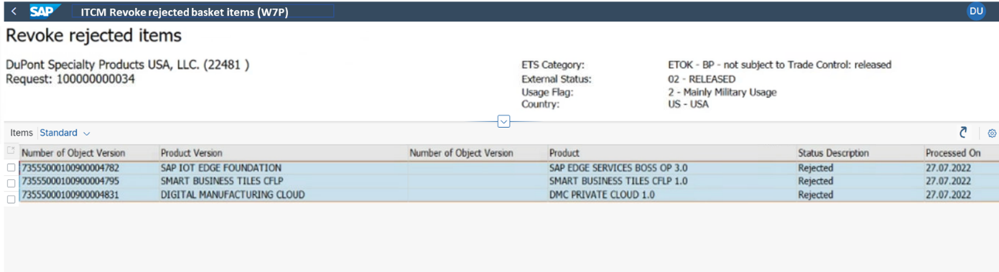 SAP ITCM Revoke rejected basket items (W7P) DU
Revoke rejected items
DuPont Specialty Products USA, LLC. (22481 )
Request: 100000000034
ETS Category: ETOK - BP - not subject to Trade Control: released
External Status: 02 - RELEASED
Usage Flag: 2 - Mainly Military Usage
Country: US - USA
Items Standard
Number of Object Version Product Version Number of Object Version Product Status Description Processed On
73555000100900004782 SAP IOT EDGE FOUNDATION SAP EDGE SERVICES BOSS OP 3.0 Rejected 27.07.2022
73555000100900004795 SMART BUSINESS TILES CFLP SMART BUSINESS TILES CFLP 1.0 Rejected 27.07.2022
73555000100900004831 DIGITAL MANUFACTURING CLOUD DMC PRIVATE CLOUD 1.0 Rejected 27.07.2022